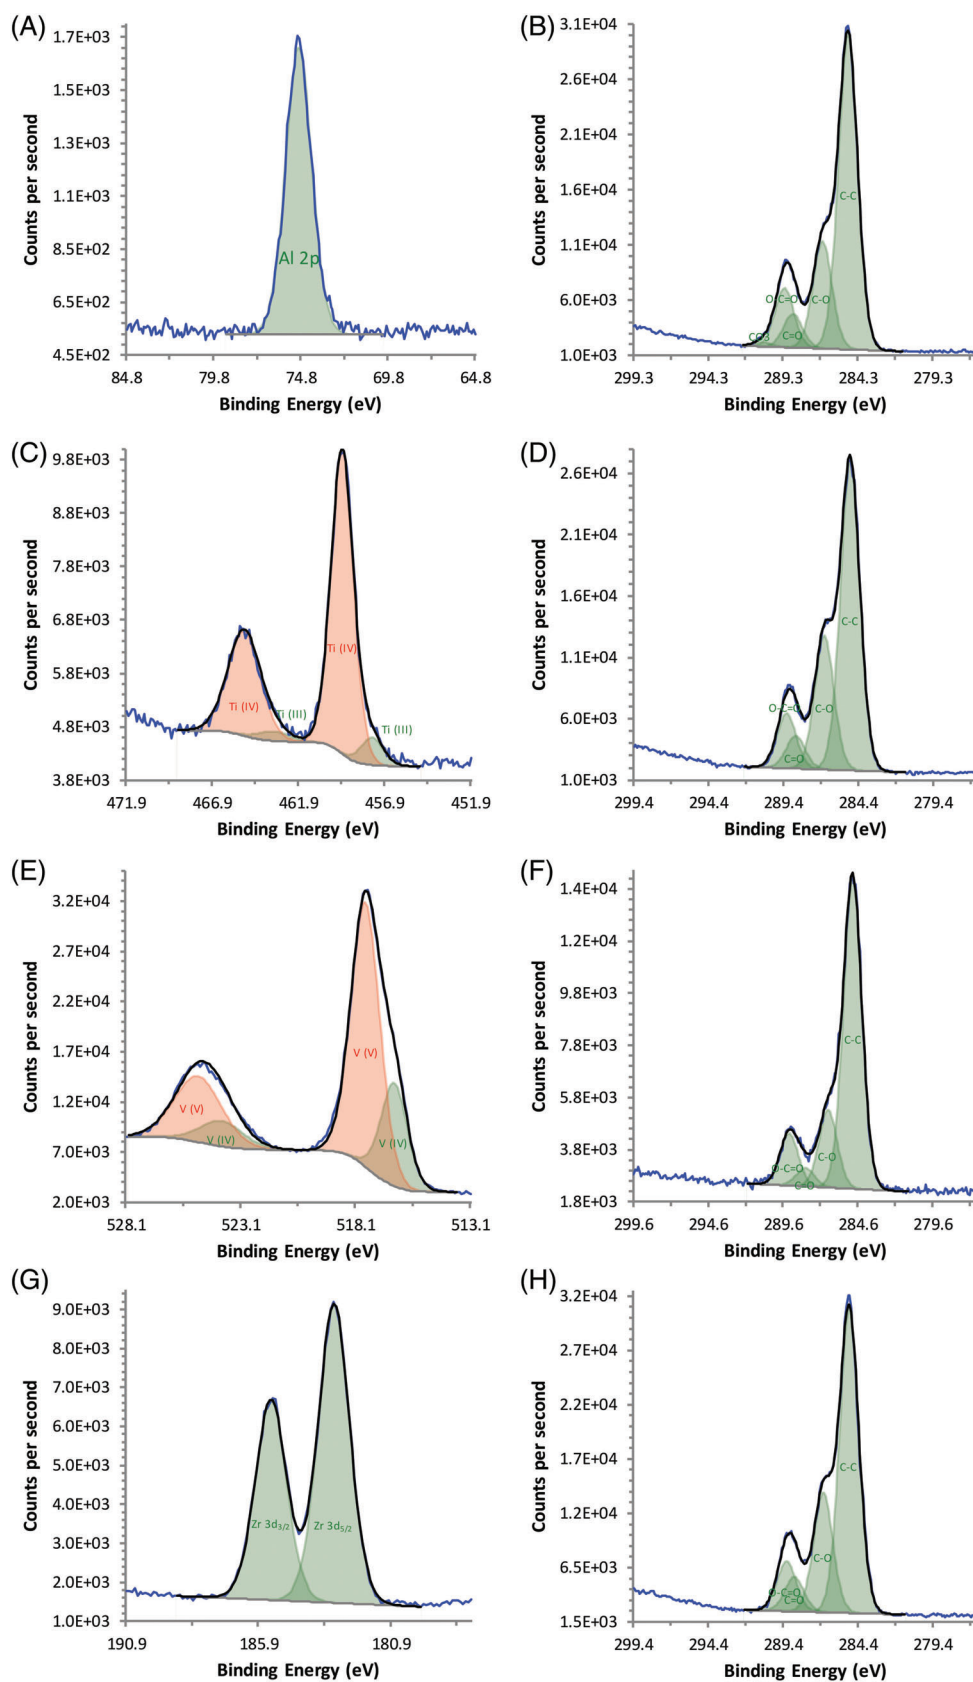 (A)
Counts per second
1.7E+03
1.5E+03
1.3E+03
1.1E+03
8.5E+02
6.5E+02
4.5E+02
Al 2p
84.8 79.8 74.8 69.8 64.8
Binding Energy (eV)
(B)
Counts per second
3.1E+04
2.6E+04
2.1E+04
1.6E+04
1.1E+04
6.0E+03
1.0E+03
C-C
O-C=O C-O
CO3 C=O
299.3 294.3 289.3 284.3 279.3
Binding Energy (eV)
(C)
Counts per second
9.8E+03
8.8E+03
7.8E+03
6.8E+03
5.8E+03
4.8E+03
3.8E+03
Ti (IV)
Ti (IV) Ti (III)
Ti (III)
471.9 466.9 461.9 456.9 451.9
Binding Energy (eV)
(D)
Counts per second
2.6E+04
2.1E+04
1.6E+04
1.1E+04
6.0E+03
1.0E+03
C-C
O-C=O C-O
C=O
299.4 294.4 289.4 284.4 279.4
Binding Energy (eV)
(E)
Counts per second
3.2E+04
2.7E+04
2.2E+04
1.7E+04
1.2E+04
7.0E+03
2.0E+03
V (V)
V (V)
V (IV) V (IV)
528.1 523.1 518.1 513.1
Binding Energy (eV)
(F)
Counts per second
1.4E+04
1.2E+04
9.8E+03
7.8E+03
5.8E+03
3.8E+03
1.8E+03
C-C
C-O
O-C=O
C=O
299.6 294.6 289.6 284.6 279.6
Binding Energy (eV)
(G)
Counts per second
9.0E+03
8.0E+03
7.0E+03
6.0E+03
5.0E+03
4.0E+03
3.0E+03
2.0E+03
1.0E+03
Zr 3d3/2 Zr 3d5/2
190.9 185.9 180.9
Binding Energy (eV)
(H)
Counts per second
3.2E+04
2.7E+04
2.2E+04
1.7E+04
1.2E+04
6.5E+03
1.5E+03
C-C
C-O
O-C=O
C=O
299.4 294.4 289.4 284.4 279.4
Binding Energy (eV)